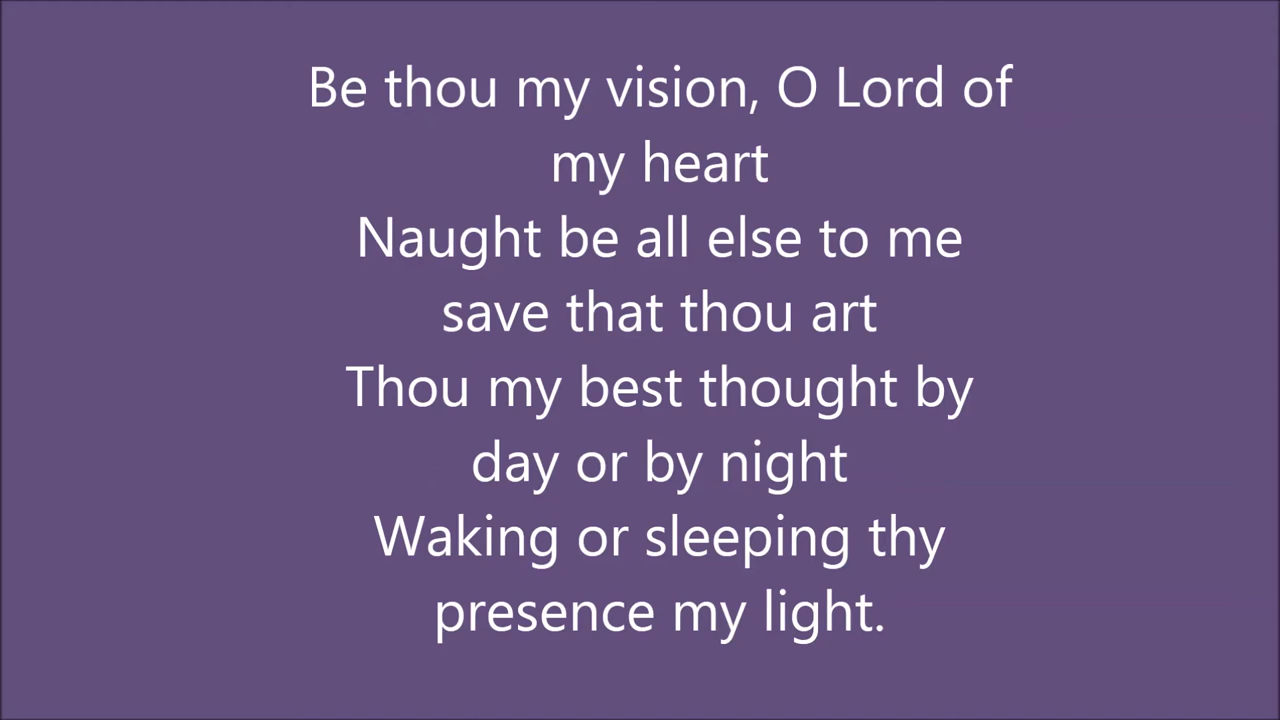 Be thou my vision, O Lord of
my heart
Naught be all else to me
save that thou art
Thou my best thought by
day or by night
Waking or sleeping thy
presence my light.